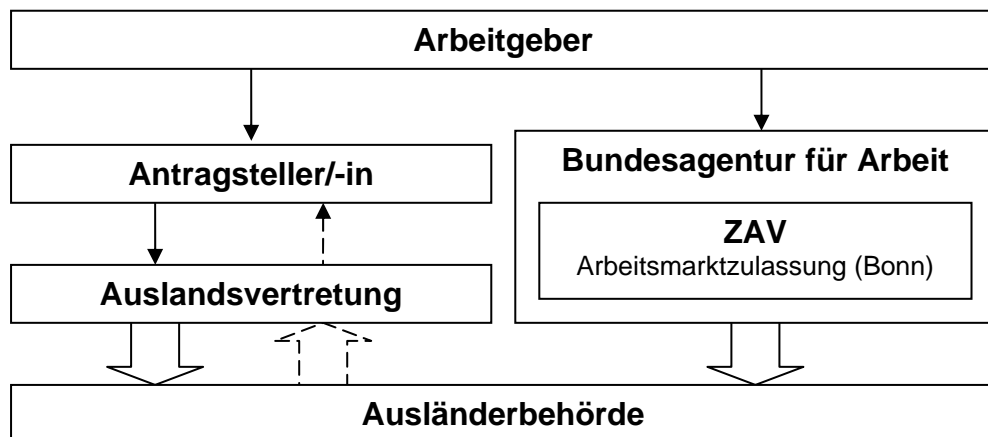 Arbeitgeber
Antragsteller/-in
Bundesagentur für Arbeit
ZAV
Arbeitsmarktzulassung (Bonn)
Auslandsvertretung
Ausländerbehörde